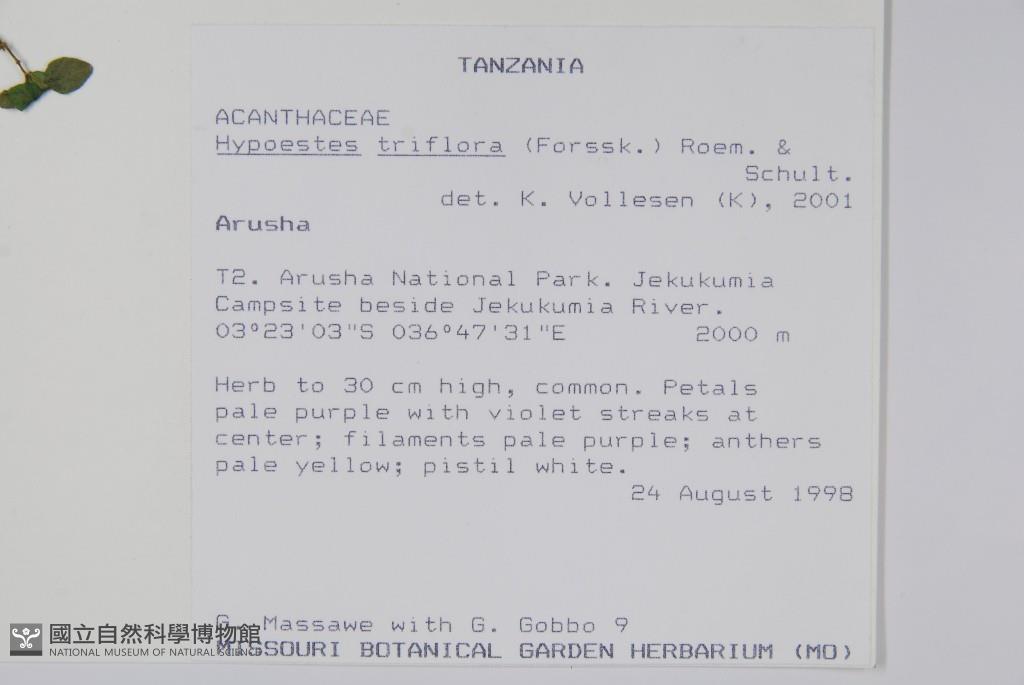 TANZANIA
ACANTHACEAE
Hypoestes triflora (Forssk.) Roem. &
Schult.
det. K. Vollesen (K), 2001
Arusha
T2. Arusha National Park. Jekukumia
Campsite beside Jekukumia River.
03°23'03"S 036°47'31"E 2000 m
Herb to 30 cm high, common. Petals
pale purple with violet streaks at
center; filaments pale purple; anthers
pale yellow; pistil white.
24 August 1998
G. Massawe with G. Gobbo 9
MISSOURI BOTANICAL GARDEN HERBARIUM (MO)
國立自然科學博物館
NATIONAL MUSEUM OF NATURAL SCIENCE